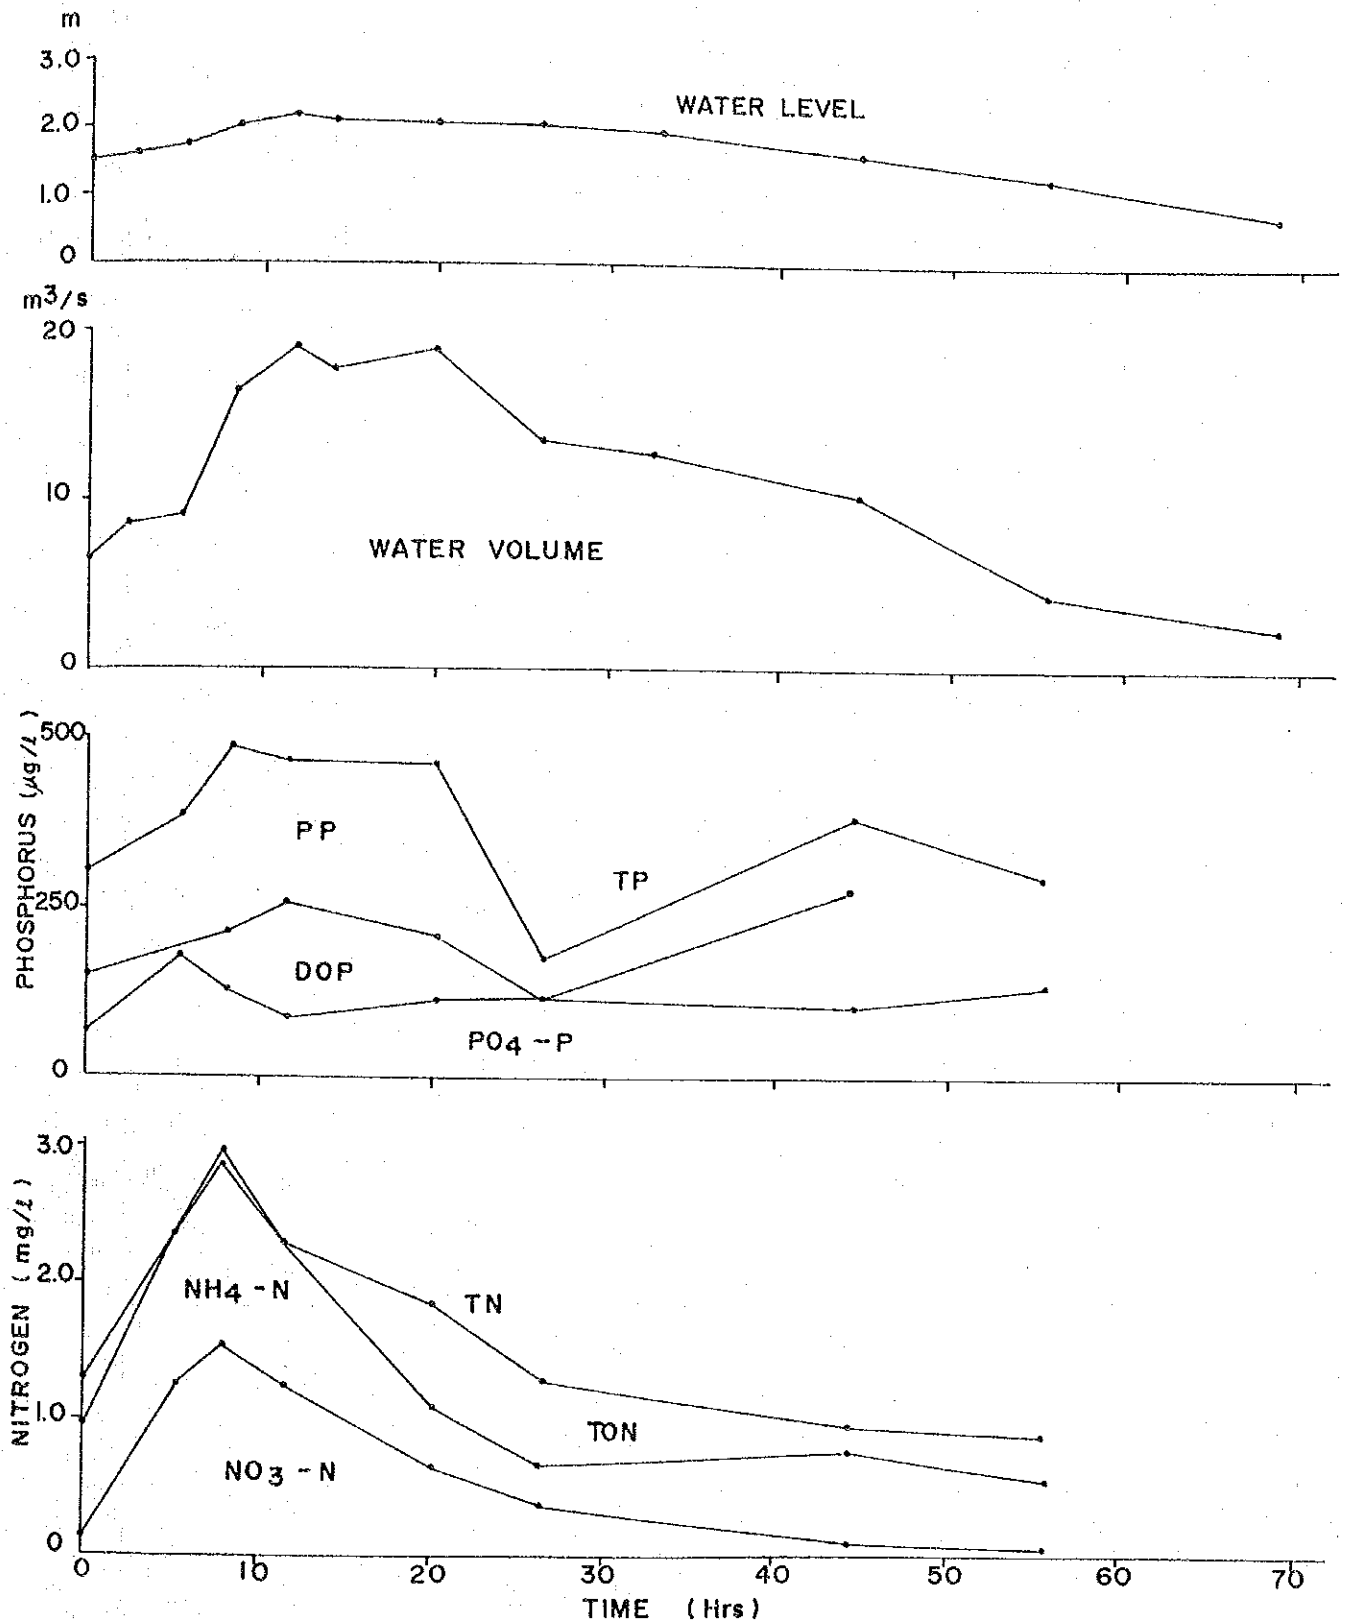 m
3.0
2.0
1.0
0
WATER LEVEL
m3/s
20
10
0
WATER VOLUME
PHOSPHORUS (μg/ℓ)
500
250
0
PP
TP
DOP
PO4-P
NITROGEN (mg/ℓ)
3.0
2.0
1.0
0
NH4-N
TN
TON
NO3-N
0 10 20 30 40 50 60 70
TIME (Hrs)